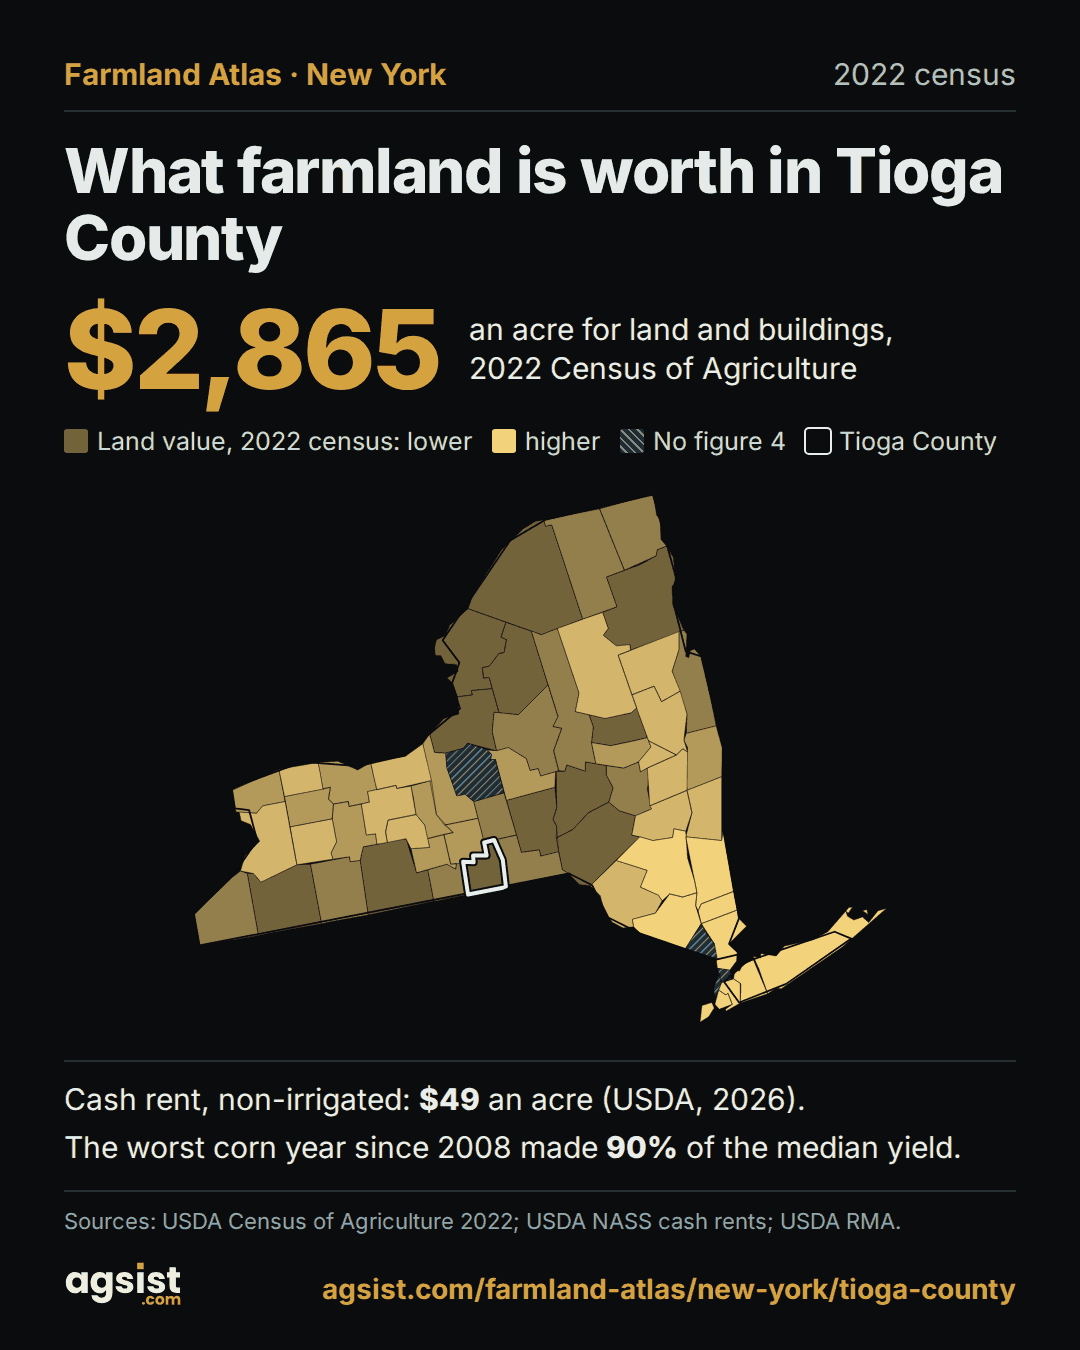 Farmland Atlas · New York
2022 census
What farmland is worth in Tioga
County
$2,865
an acre for land and buildings,
2022 Census of Agriculture
Land value, 2022 census: lower
higher
No figure 4
Tioga County
Cash rent, non-irrigated: $49 an acre (USDA, 2026).
The worst corn year since 2008 made 90% of the median yield.
Sources: USDA Census of Agriculture 2022; USDA NASS cash rents; USDA RMA.
agsist
.com
agsist.com/farmland-atlas/new-york/tioga-county